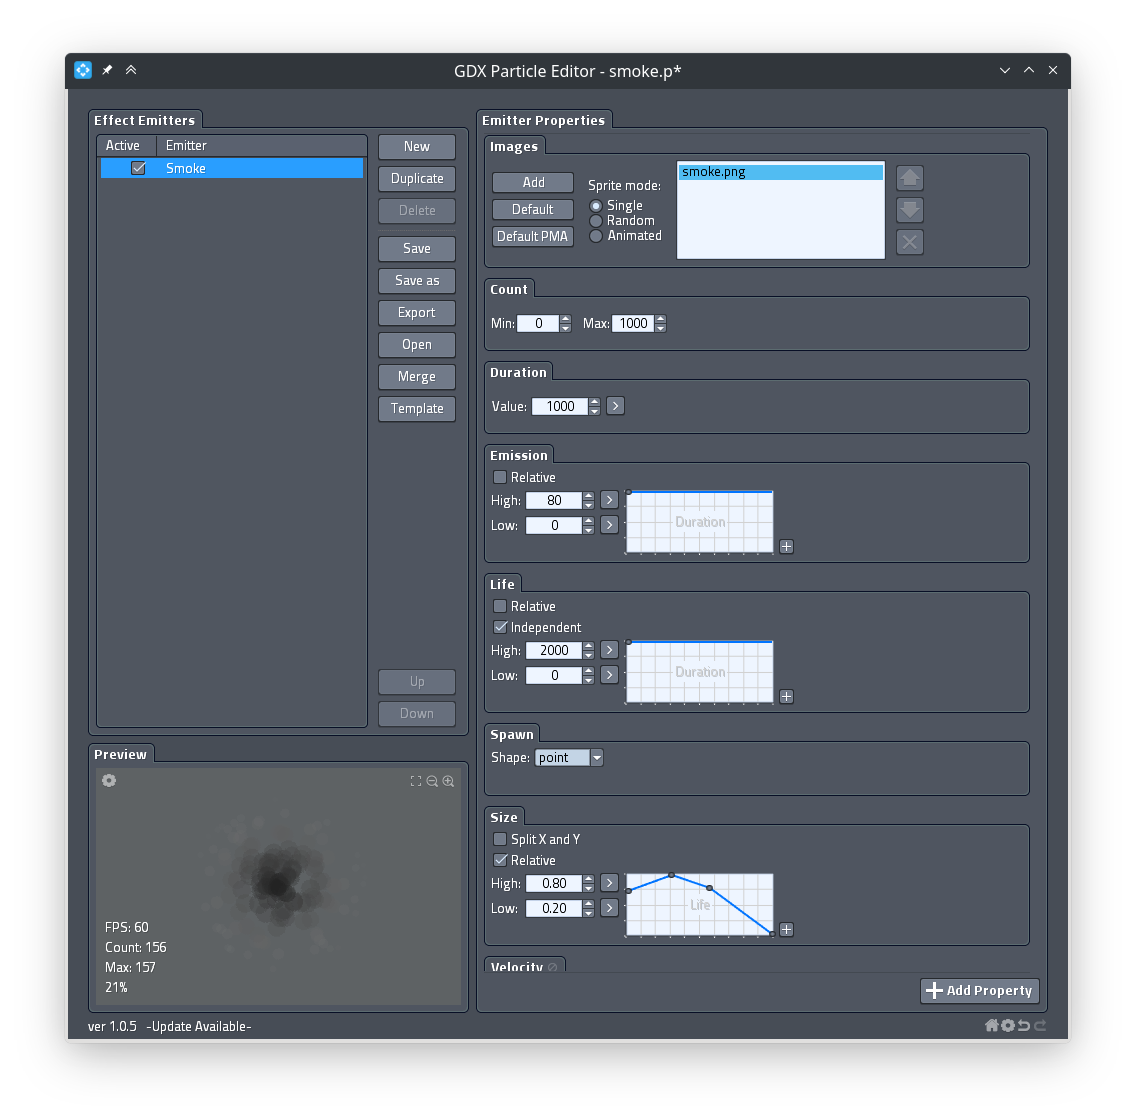 GDX Particle Editor - smoke.p*
Effect Emitters
Active Emitter
Smoke
New
Duplicate
Delete
Save
Save as
Export
Open
Merge
Template
Up
Down
Preview
FPS: 60
Count: 156
Max: 157
21%
Emitter Properties
Images
Add
Default
Default PMA
Sprite mode:
Single
Random
Animated
smoke.png
Count
Min: 0 Max: 1000
Duration
Value: 1000 >
Emission
Relative
High: 80 >
Low: 0 >
Duration
Life
Relative
Independent
High: 2000 >
Low: 0 >
Duration
Spawn
Shape: point
Size
Split X and Y
Relative
High: 0.80 >
Low: 0.20 >
Life
Velocity
Add Property
ver 1.0.5 -Update Available-